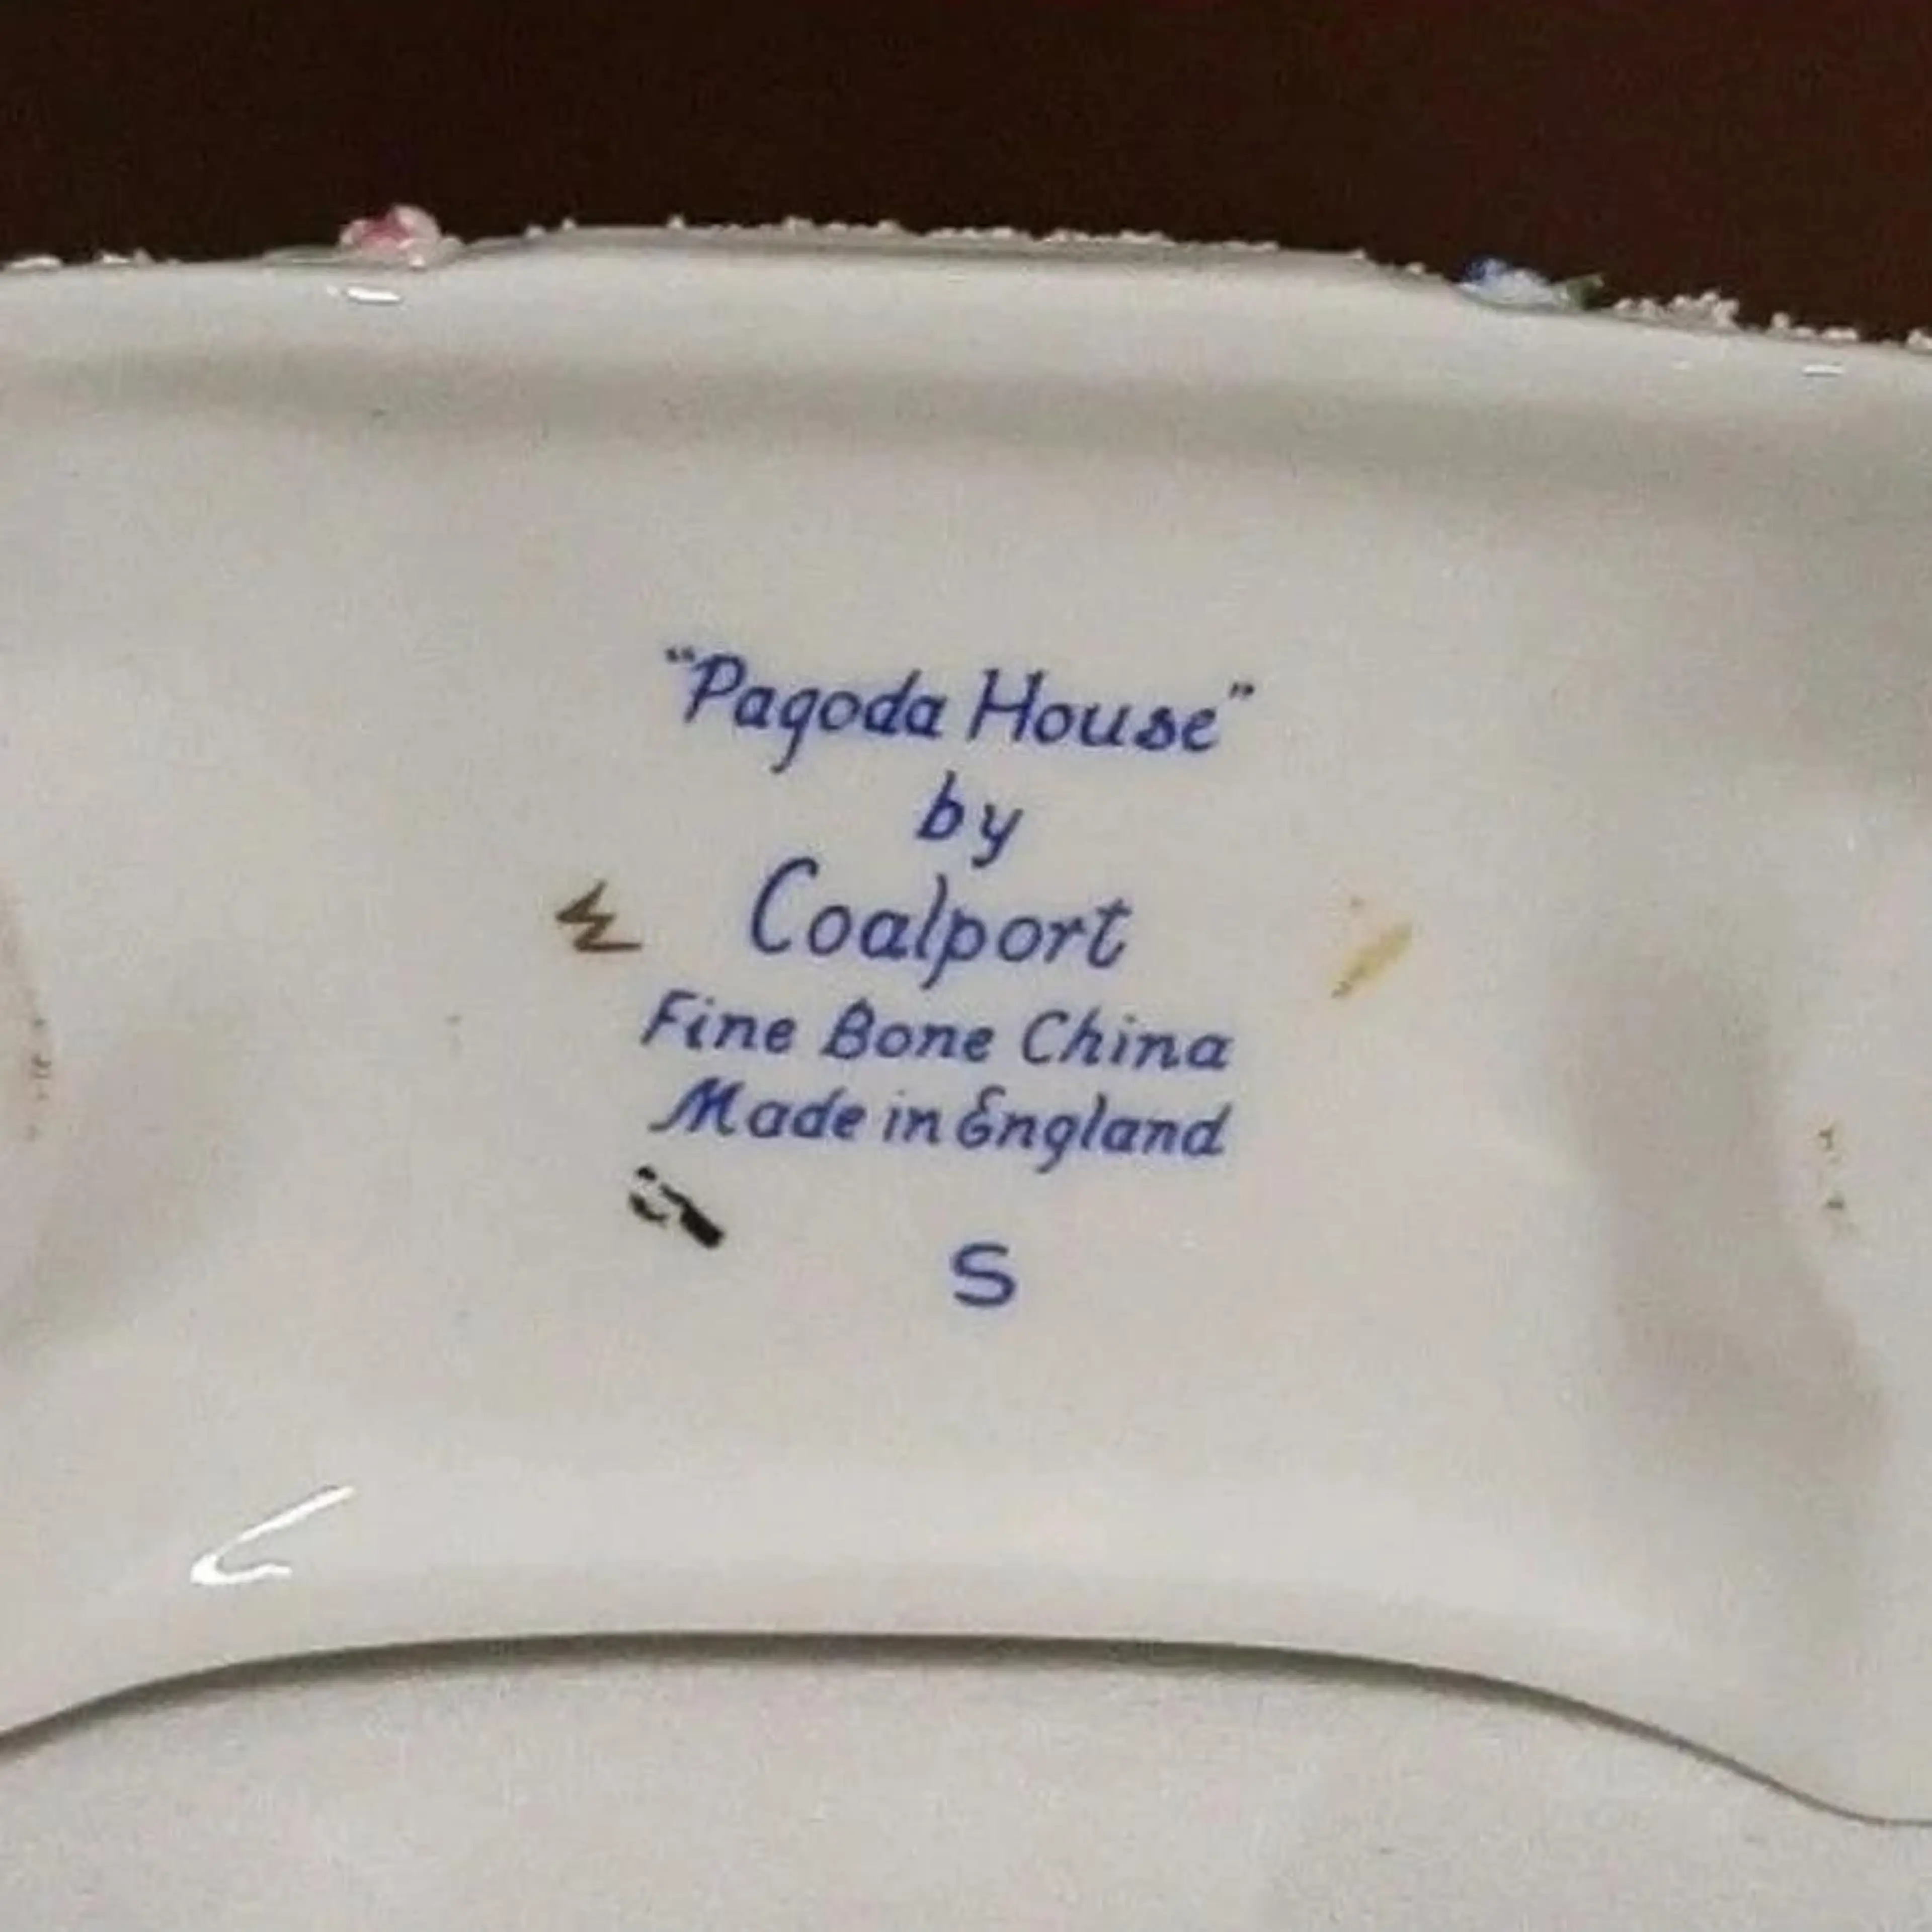 "Pagoda House"
by
Coalport
Fine Bone China
Made in England
S